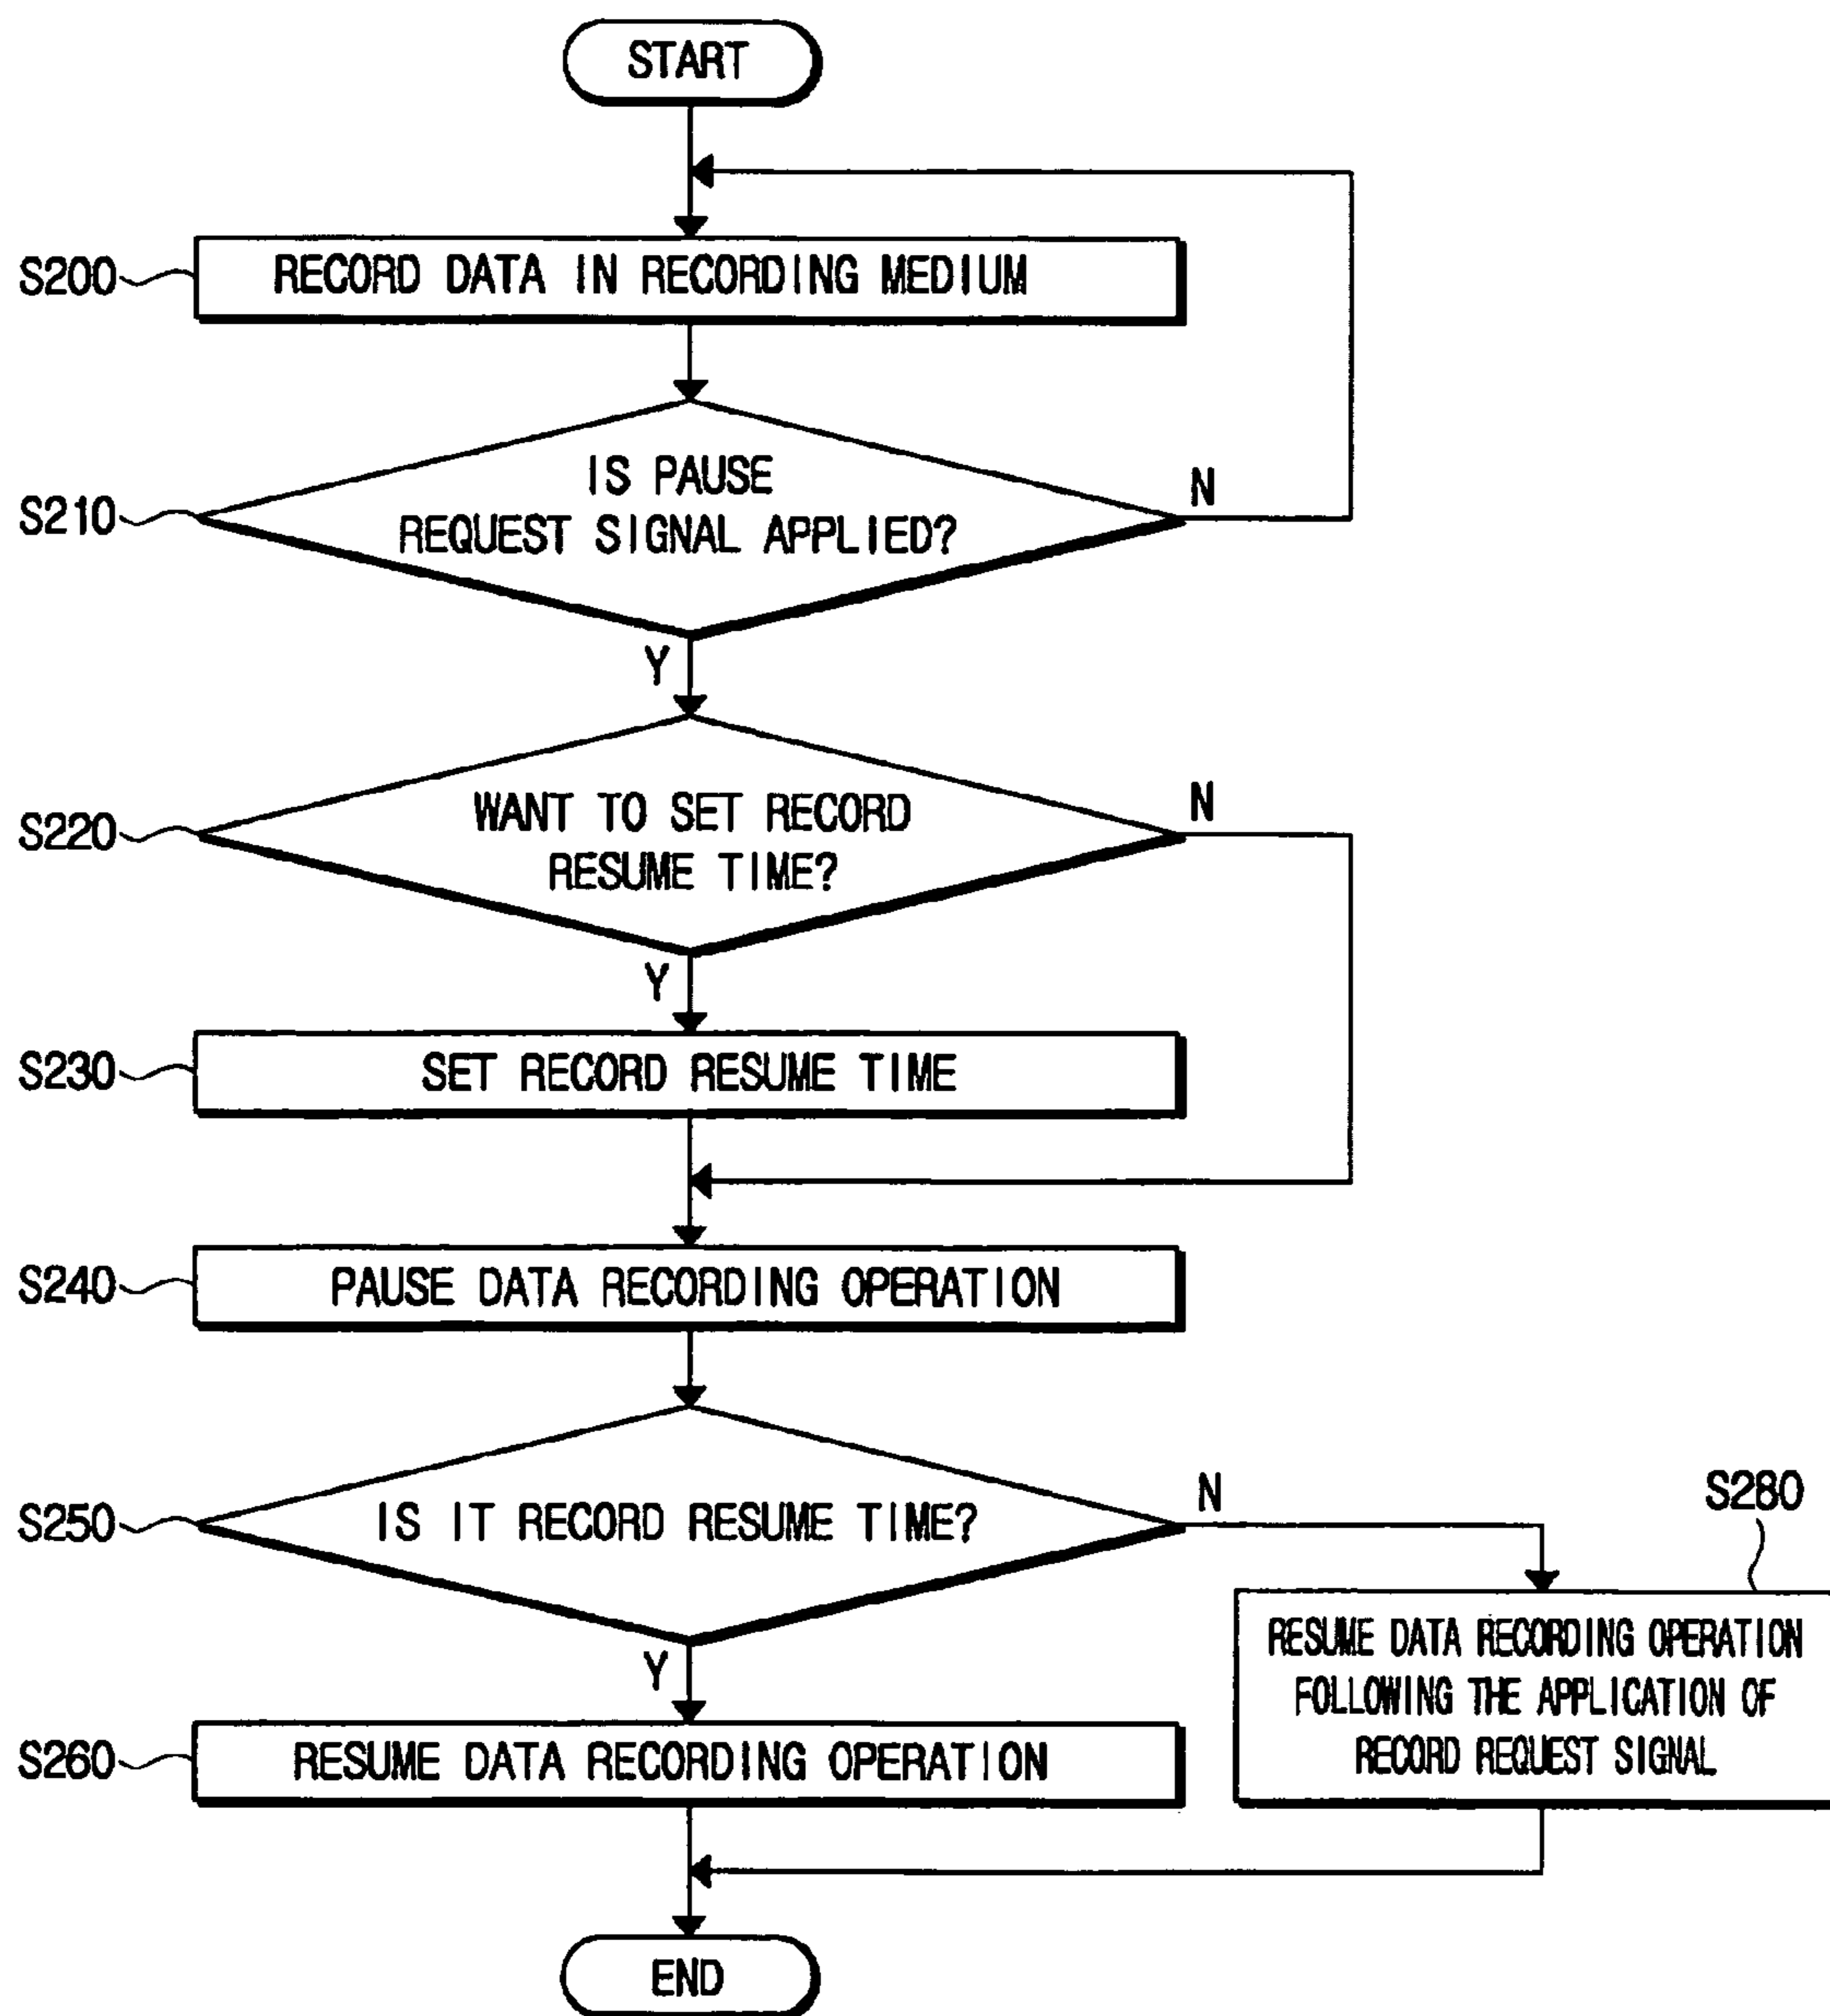 START
S200
RECORD DATA IN RECORDING MEDIUM
S210
IS PAUSE
REQUEST SIGNAL APPLIED?
N
Y
S220
WANT TO SET RECORD
RESUME TIME?
N
Y
S230
SET RECORD RESUME TIME
S240
PAUSE DATA RECORDING OPERATION
S250
IS IT RECORD RESUME TIME?
N
Y
S280
RESUME DATA RECORDING OPERATION
FOLLOWING THE APPLICATION OF
RECORD REQUEST SIGNAL
S260
RESUME DATA RECORDING OPERATION
END